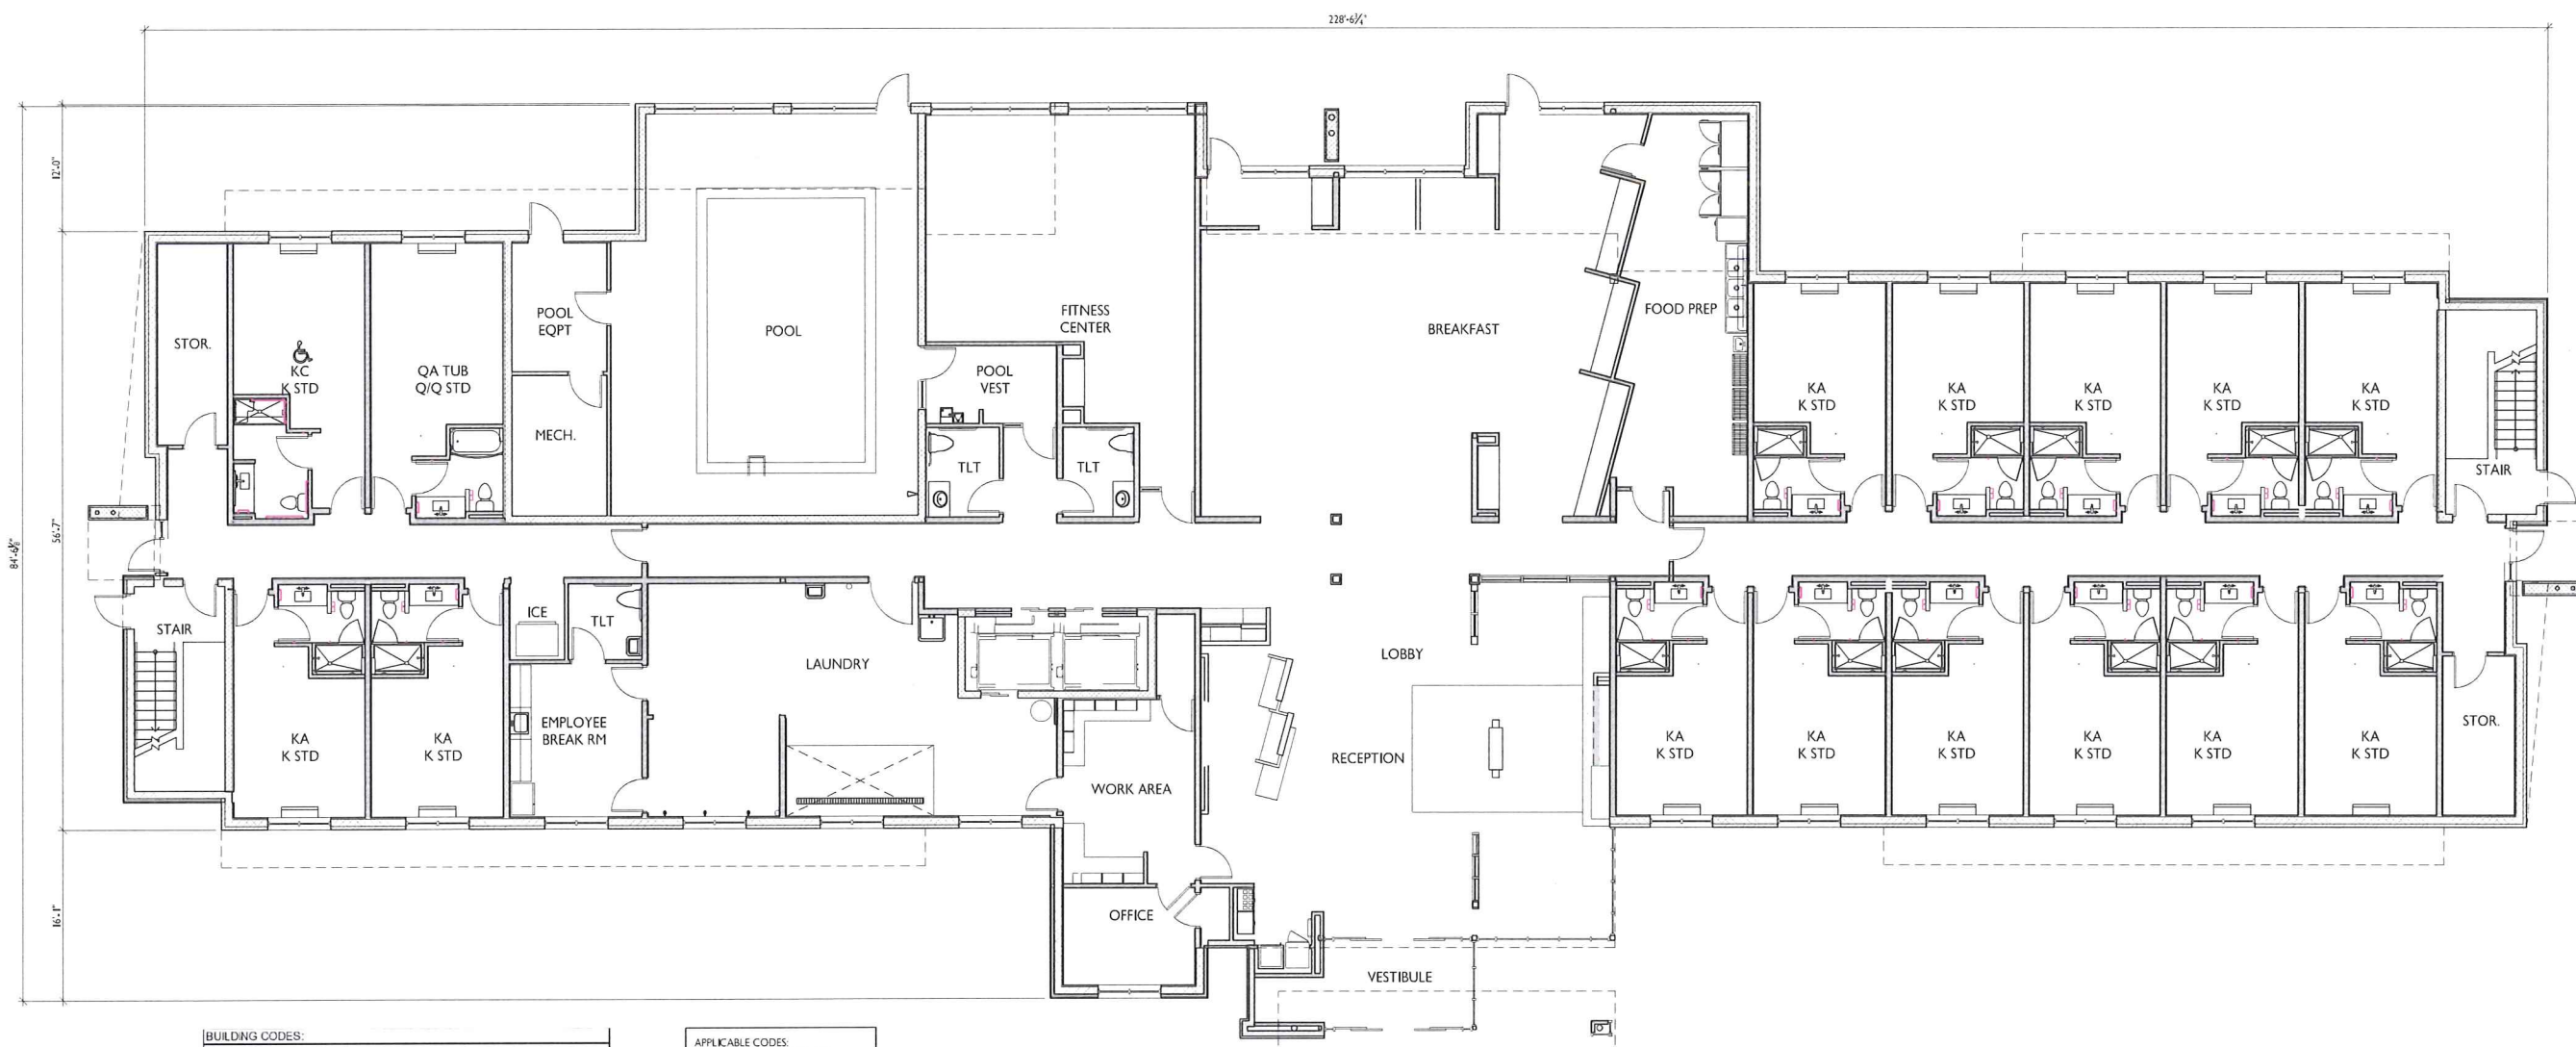 228'-6¾"
12'-0"
56'-7"
84'-6⅝"
16'-1"
STOR.
KC
K STD
QA TUB
Q/Q STD
POOL
EQPT
MECH.
POOL
FITNESS
CENTER
POOL
VEST
TLT
TLT
BREAKFAST
FOOD PREP
KA
K STD
KA
K STD
KA
K STD
KA
K STD
KA
K STD
STAIR
STAIR
KA
K STD
KA
K STD
ICE
TLT
EMPLOYEE
BREAK RM
LAUNDRY
WORK AREA
OFFICE
LOBBY
RECEPTION
VESTIBULE
KA
K STD
KA
K STD
KA
K STD
KA
K STD
KA
K STD
KA
K STD
STOR.
BUILDING CODES:
APPLICABLE CODES: